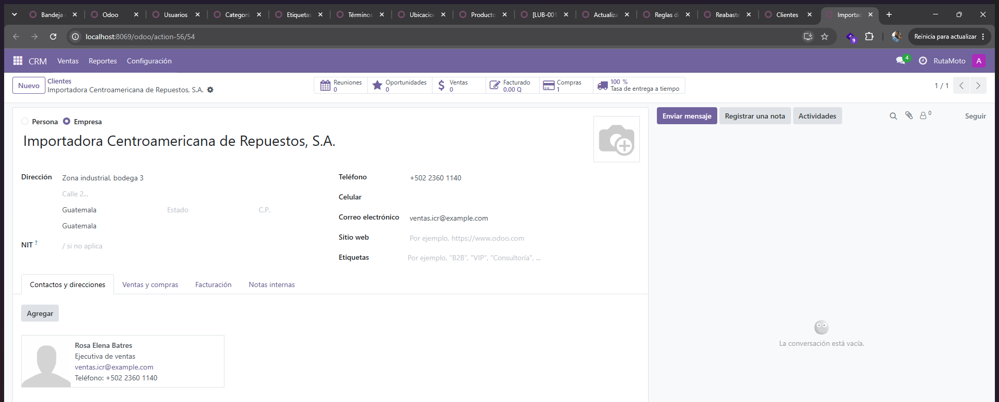 Bandeja
Odoo
Usuarios
Categorí
Etiquetas
Términos
Ubicacion
Producto
[LUB-001
Actualiza
Reglas de
Reabaste
Clientes
Importad
localhost:8069/odoo/action-56/54
9
Reinicia para actualizar
CRM
Ventas
Reportes
Configuración
4
RutaMoto
A
Nuevo
Clientes
Importadora Centroamericana de Repuestos, S.A.
Reuniones
0
Oportunidades
0
Ventas
0
Facturado
0.00 Q
Compras
1
100 %
Tasa de entrega a tiempo
1 / 1
Persona
Empresa
Importadora Centroamericana de Repuestos, S.A.
Dirección
Zona industrial, bodega 3
Calle 2...
Guatemala Estado C.P.
Guatemala
NIT ?
/ si no aplica
Teléfono
+502 2360 1140
Celular
Correo electrónico
ventas.icr@example.com
Sitio web
Por ejemplo, https://www.odoo.com
Etiquetas
Por ejemplo, "B2B", "VIP", "Consultoría", ...
Contactos y direcciones
Ventas y compras
Facturación
Notas internas
Agregar
Rosa Elena Batres
Ejecutiva de ventas
ventas.icr@example.com
Teléfono: +502 2360 1140
Enviar mensaje
Registrar una nota
Actividades
0
Seguir
La conversación está vacía.